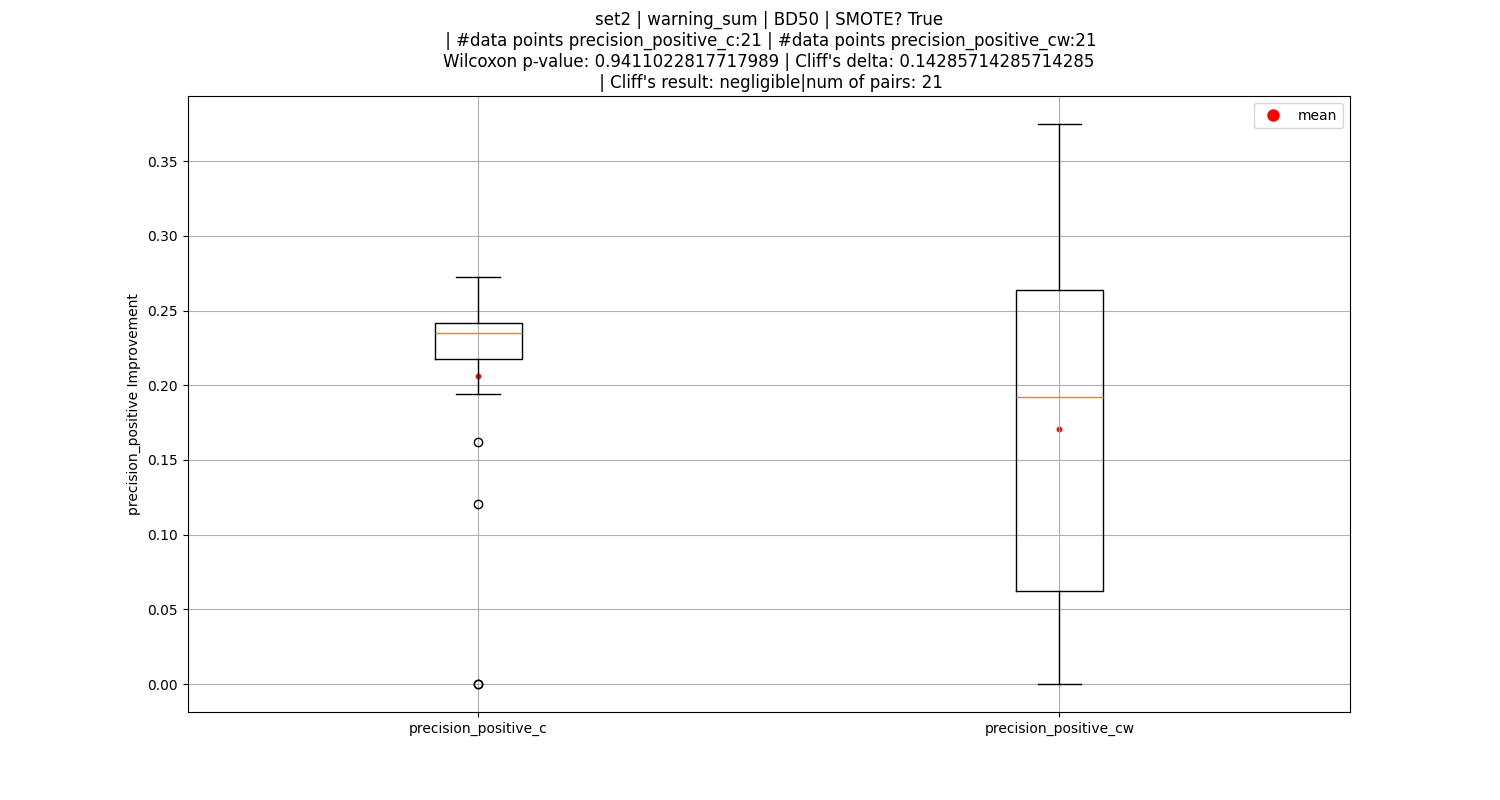 set2 | warning_sum | BD50 | SMOTE? True
| #data points precision_positive_c:21 | #data points precision_positive_cw:21
Wilcoxon p-value: 0.9411022817717989 | Cliff's delta: 0.14285714285714285
| Cliff's result: negligible|num of pairs: 21
mean
0.35
0.30
0.25
0.20
0.15
0.10
0.05
0.00
precision_positive Improvement
precision_positive_c
precision_positive_cw